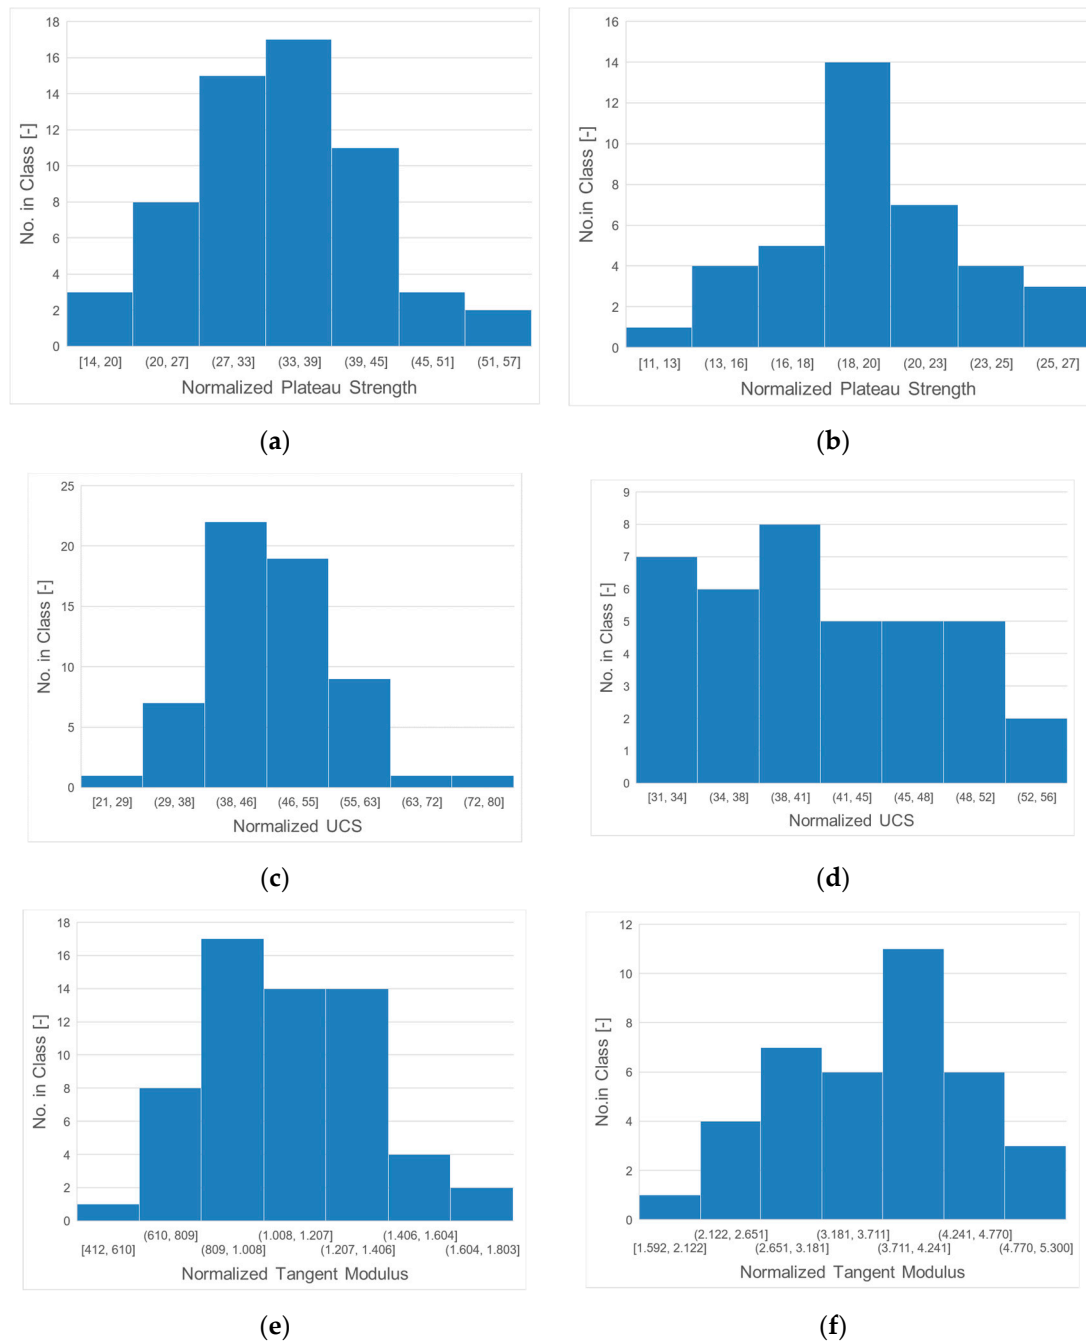 18
16
14
12
10
8
6
4
2
0
No. in Class [-]
[14, 20] (20, 27] (27, 33] (33, 39] (39, 45] (45, 51] (51, 57]
Normalized Plateau Strength
(a)
16
14
12
10
8
6
4
2
0
No.in Class [-]
[11, 13] (13, 16] (16, 18] (18, 20] (20, 23] (23, 25] (25, 27]
Normalized Plateau Strength
(b)
25
20
15
10
5
0
No. in Class [-]
[21, 29] (29, 38] (38, 46] (46, 55] (55, 63] (63, 72] (72, 80]
Normalized UCS
(c)
9
8
7
6
5
4
3
2
1
0
No. in Class [-]
[31, 34] (34, 38] (38, 41] (41, 45] (45, 48] (48, 52] (52, 56]
Normalized UCS
(d)
18
16
14
12
10
8
6
4
2
0
No. in Class [-]
(610, 809] (1.008, 1.207] (1.406, 1.604]
[412, 610] (809, 1.008] (1.207, 1.406] (1.604, 1.803]
Normalized Tangent Modulus
(e)
12
10
8
6
4
2
0
No.in Class [-]
(2.122, 2.651] (3.181, 3.711] (4.241, 4.770]
[1.592, 2.122] (2.651, 3.181] (3.711, 4.241] (4.770, 5.300]
Normalized Tangent Modulus
(f)